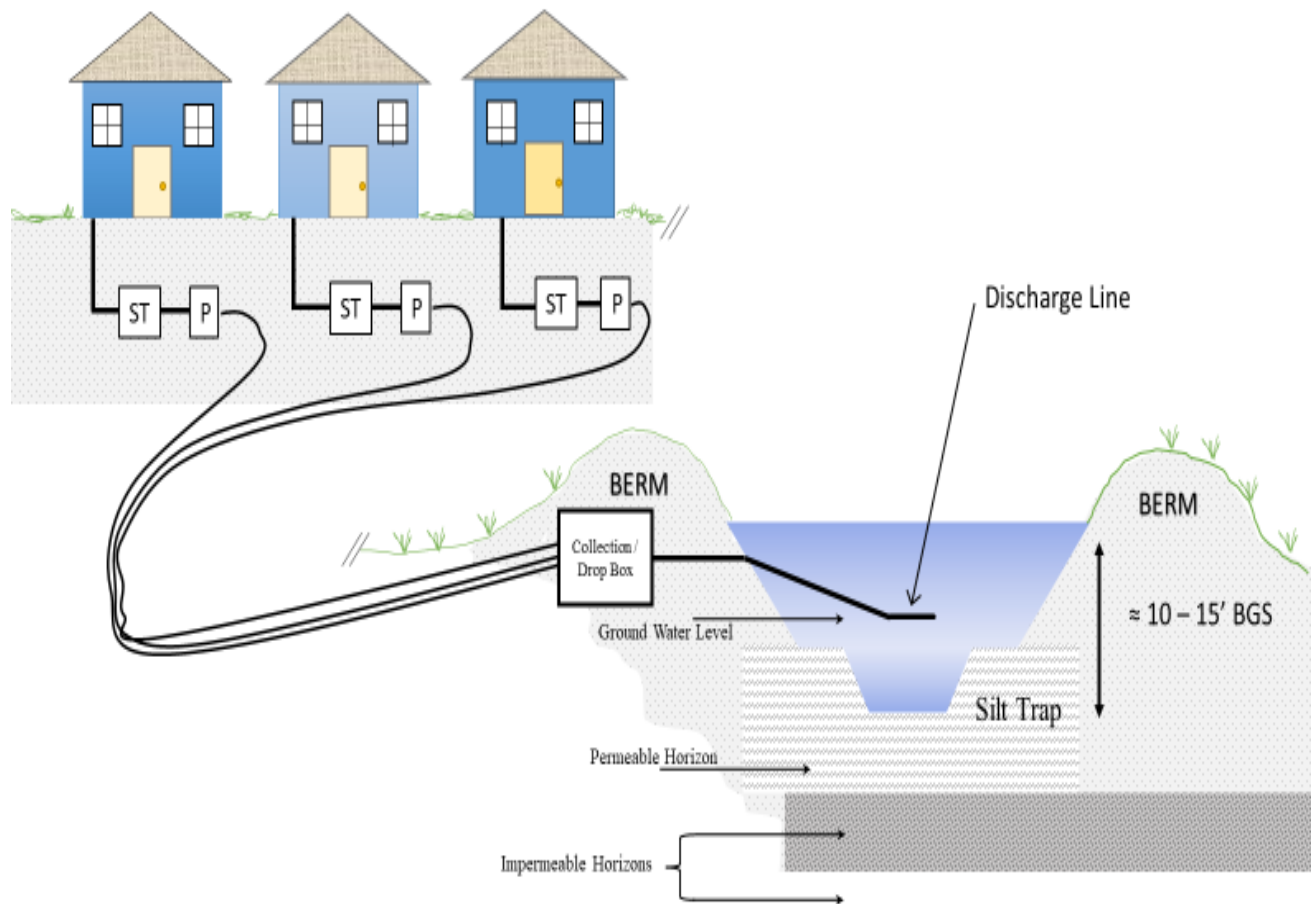 ST
P
ST
P
ST
P
Discharge Line
BERM
BERM
Collection /
Drop Box
≈ 10 – 15’ BGS
Ground Water Level
Silt Trap
Permeable Horizon
Impermeable Horizons